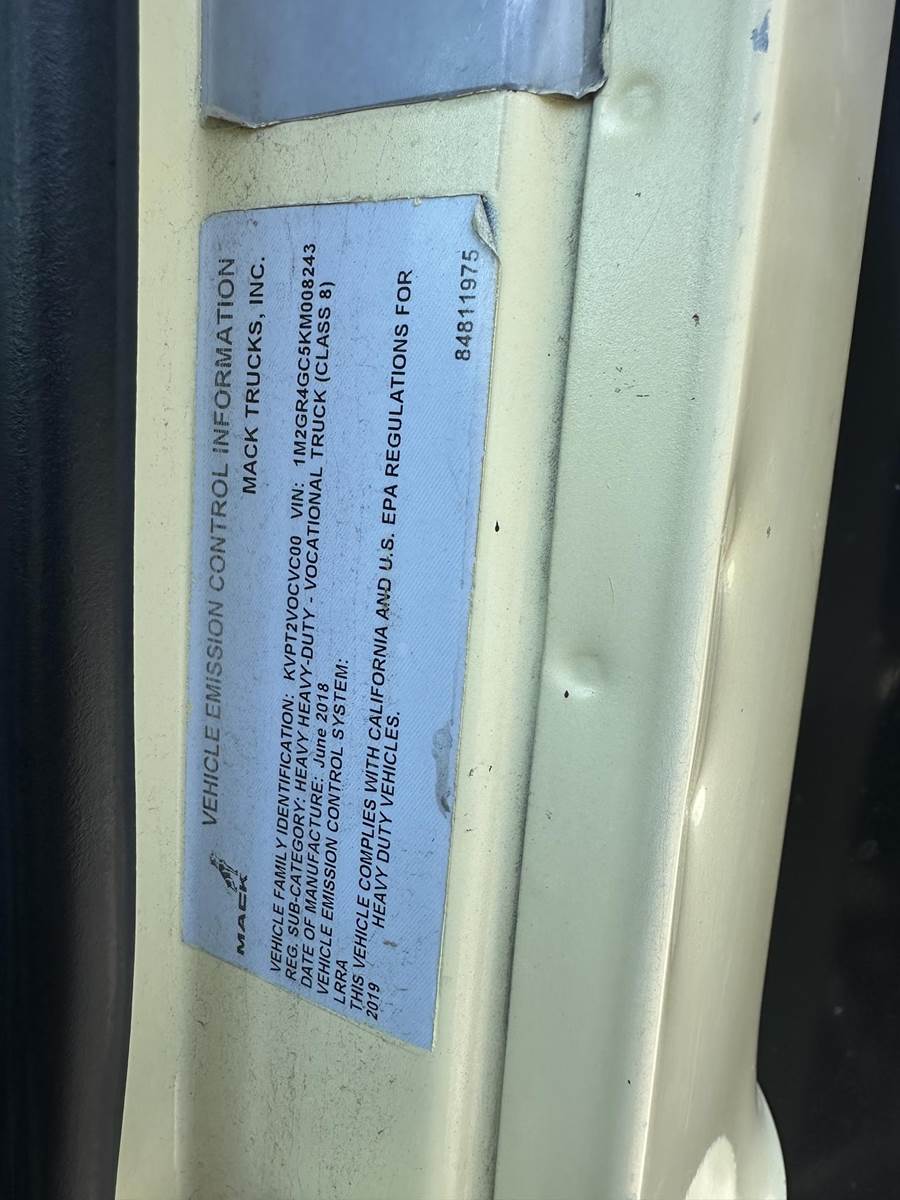 VEHICLE EMISSION CONTROL INFORMATION
MACK
MACK TRUCKS, INC.
VEHICLE FAMILY IDENTIFICATION: KVPT2VOCVC00 VIN: 1M2GR4GC5KM008243
REG. SUB-CATEGORY: HEAVY HEAVY-DUTY - VOCATIONAL TRUCK (CLASS 8)
DATE OF MANUFACTURE: June 2018
VEHICLE EMISSION CONTROL SYSTEM:
LRRA
THIS VEHICLE COMPLIES WITH CALIFORNIA AND U.S. EPA REGULATIONS FOR
2019 HEAVY DUTY VEHICLES.
84811975